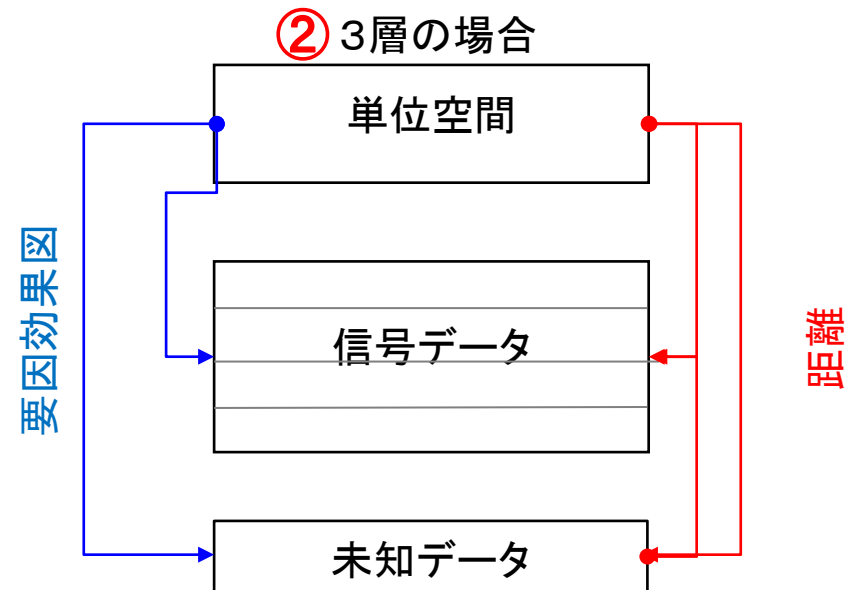 ② 3層の場合
単位空間
要因効果図
信号データ
距離
未知データ